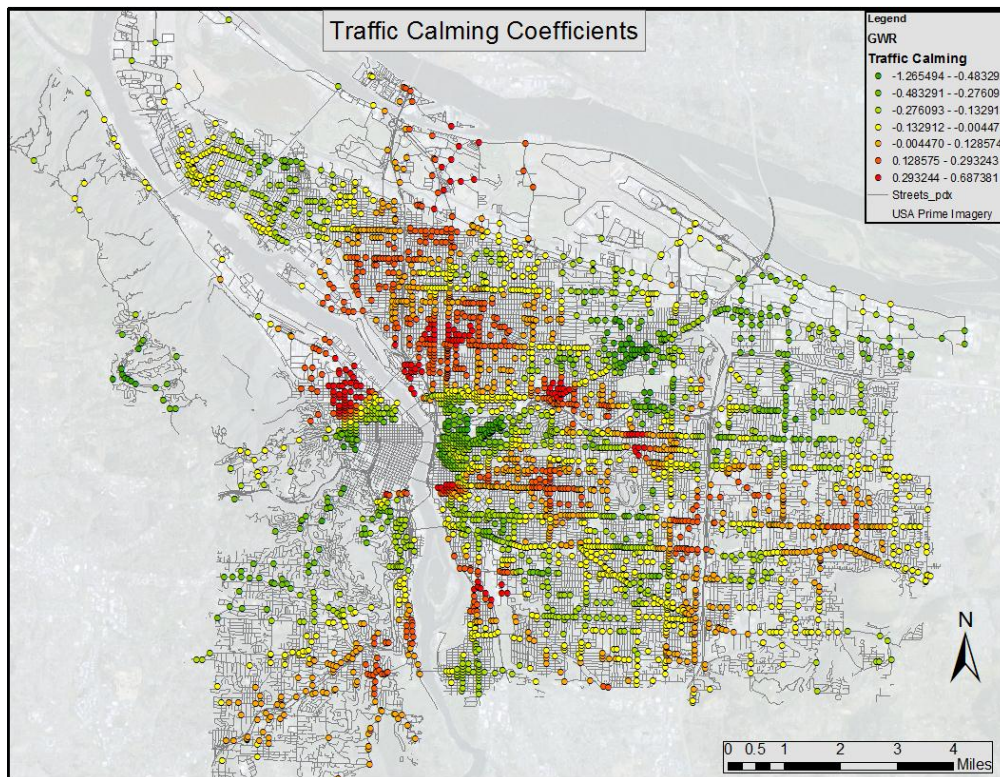 Traffic Calming Coefficients
Legend
GWR
Traffic Calming
-1.265494 - -0.48329
-0.483291 - -0.27609
-0.276093 - -0.13291
-0.132912 - -0.00447
-0.004470 - 0.128574
0.128575 - 0.293243
0.293244 - 0.687381
Streets_pdx
USA Prime Imagery
N
0 0.5 1 2 3 4
Miles